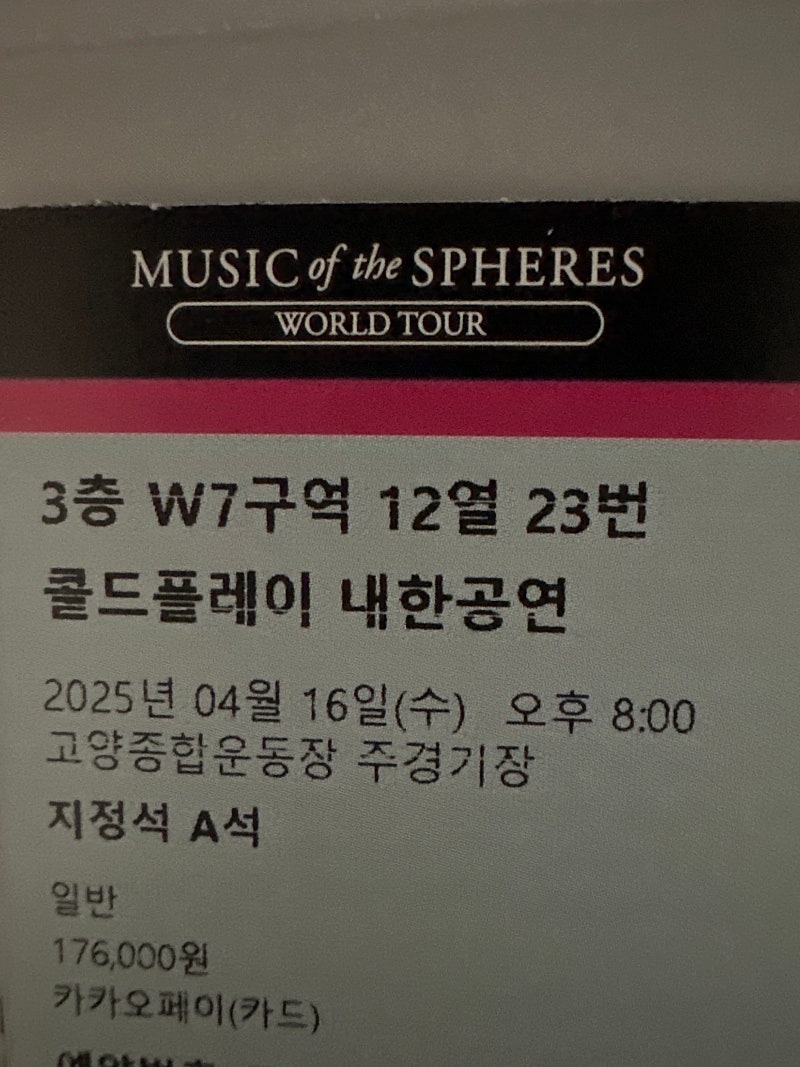 MUSIC of the SPHERES
WORLD TOUR
3층 W7구역 12열 23번
콜드플레이 내한공연
2025년 04월 16일(수) 오후 8:00
고양종합운동장 주경기장
지정석 A석
일반
176,000원
카카오페이(카드)